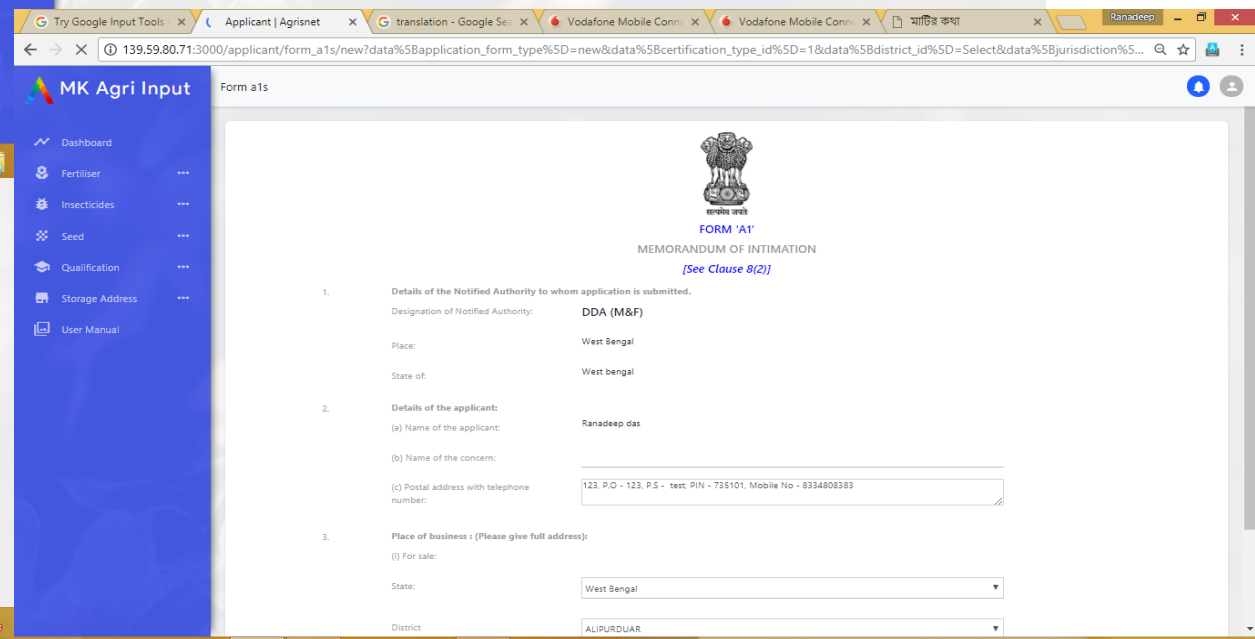 Try Google Input Tools
Applicant | Agrisnet
translation - Google Sea
Vodafone Mobile Conne
Vodafone Mobile Conne
মাটির কথা
Ranadeep
139.59.80.71:3000/applicant/form_a1s/new?data%5Bapplication_form_type%5D=new&data%5Bcertification_type_id%5D=1&data%5Bdistrict_id%5D=Select&data%5Bjurisdiction%5...
MK Agri Input
Form a1s
Dashboard
Fertiliser
Insecticides
Seed
Qualification
Storage Address
User Manual
सत्यमेव जयते
FORM 'A1'
MEMORANDUM OF INTIMATION
[See Clause 8(2)]
1. Details of the Notified Authority to whom application is submitted.
Designation of Notified Authority: DDA (M&F)
Place: West Bengal
State of: West bengal
2. Details of the applicant:
(a) Name of the applicant: Ranadeep das
(b) Name of the concern:
(c) Postal address with telephone number: 123, P.O - 123, P.S - test, PIN - 735101, Mobile No - 8334808383
3. Place of business : (Please give full address):
(i) For sale:
State: West Bengal
District ALIPURDUAR